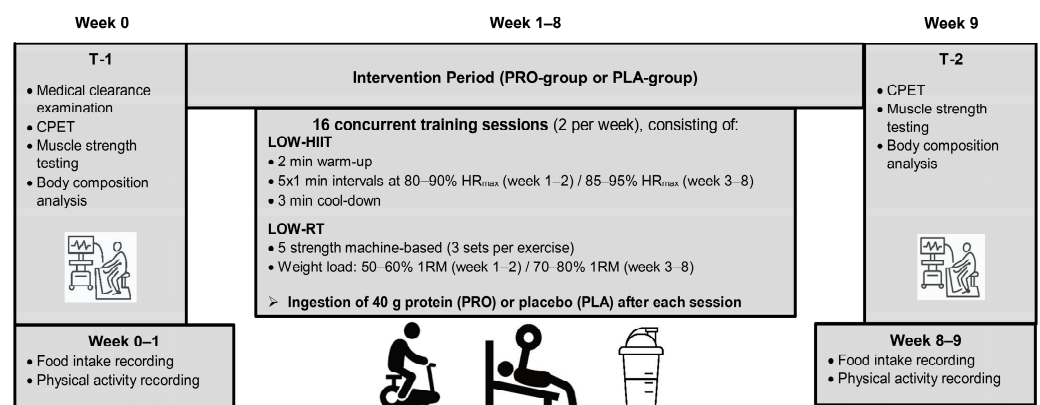 Week 0
Week 1–8
Week 9
T-1
• Medical clearance
examination
• CPET
• Muscle strength
testing
• Body composition
analysis
Intervention Period (PRO-group or PLA-group)
16 concurrent training sessions (2 per week), consisting of:
LOW-HIIT
• 2 min warm-up
• 5x1 min intervals at 80–90% HRmax (week 1–2) / 85–95% HRmax (week 3–8)
• 3 min cool-down
LOW-RT
• 5 strength machine-based (3 sets per exercise)
• Weight load: 50–60% 1RM (week 1–2) / 70–80% 1RM (week 3–8)
➢ Ingestion of 40 g protein (PRO) or placebo (PLA) after each session
T-2
• CPET
• Muscle strength
testing
• Body composition
analysis
Week 0–1
• Food intake recording
• Physical activity recording
Week 8–9
• Food intake recording
• Physical activity recording